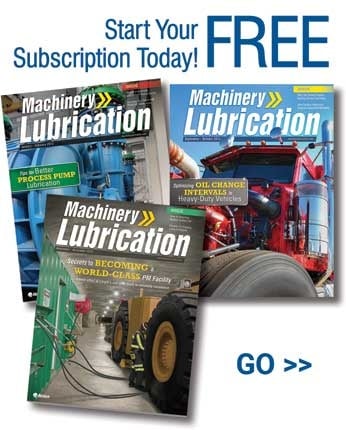 Start Your
Subscription Today!
FREE
Machinery
Lubrication
Tips for Better
PROCESS PUMP
Lubrication
Machinery
Lubrication
Optimizing OIL CHANGE
INTERVALS in
Heavy-Duty Vehicles
Machinery
Lubrication
Secrets to BECOMING a
WORLD-CLASS PM Facility
GO >>